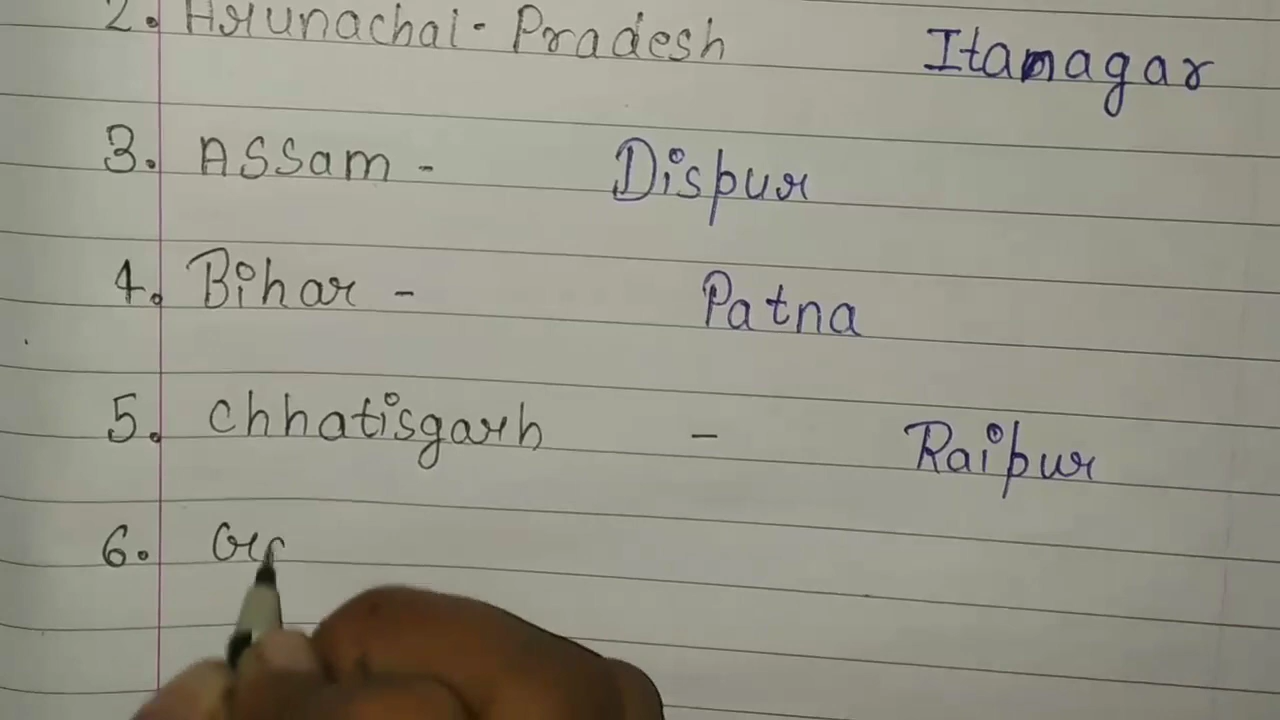 2. Arunachal - Pradesh Itanagar
3. Assam - Dispur
4. Bihar - Patna
5. Chhatisgarh - Raipur
6.